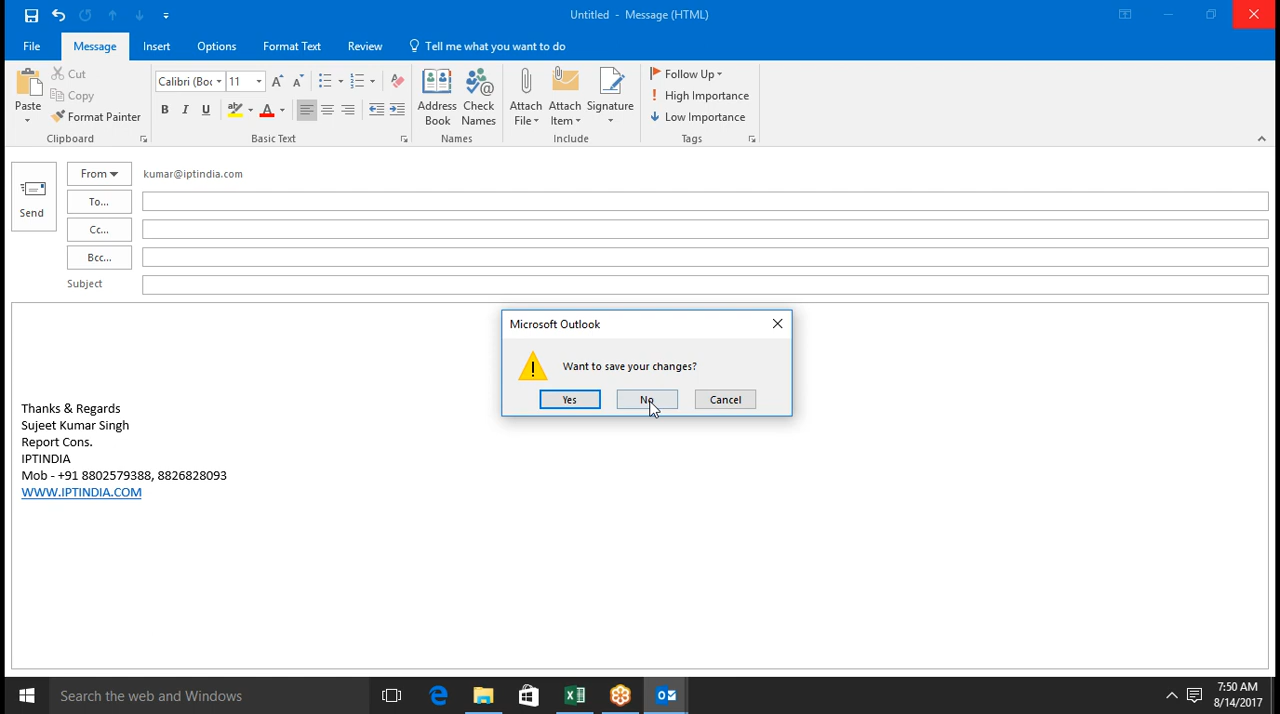 Untitled - Message (HTML)
File Message Insert Options Format Text Review Tell me what you want to do
Paste
Cut
Copy
Format Painter
Clipboard
Calibri (Boc 11
B I U A
Basic Text
Address Book
Check Names
Names
Attach File
Attach Item
Signature
Include
Follow Up
High Importance
Low Importance
Tags
Send
From kumar@iptindia.com
To...
Cc...
Bcc...
Subject
Microsoft Outlook
Want to save your changes?
Yes No Cancel
Thanks & Regards
Sujeet Kumar Singh
Report Cons.
IPTINDIA
Mob - +91 8802579388, 8826828093
WWW.IPTINDIA.COM
Search the web and Windows
7:50 AM
8/14/2017